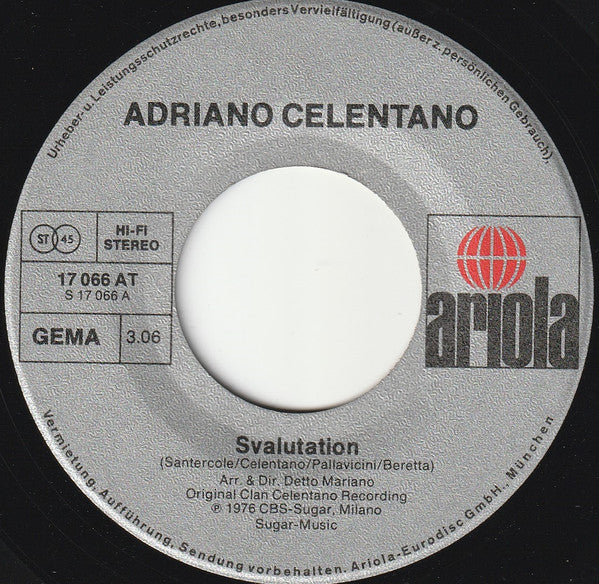 Urheber- u. Leistungsschutzrechte, besonders Vervielfältigung (außer z. persönlichen Gebrauch).
ADRIANO CELENTANO
ST 45
HI-FI
STEREO
17 066 AT
S 17 066 A
GEMA
3.06
ariola
Svalutation
(Santercole/Celentano/Pallavicini/Beretta)
Arr. & Dir. Detto Mariano
Original Clan Celentano Recording
℗ 1976 CBS-Sugar, Milano
Sugar-Music
Vermietung, Aufführung, Sendung vorbehalten. Ariola-Eurodisc GmbH., München